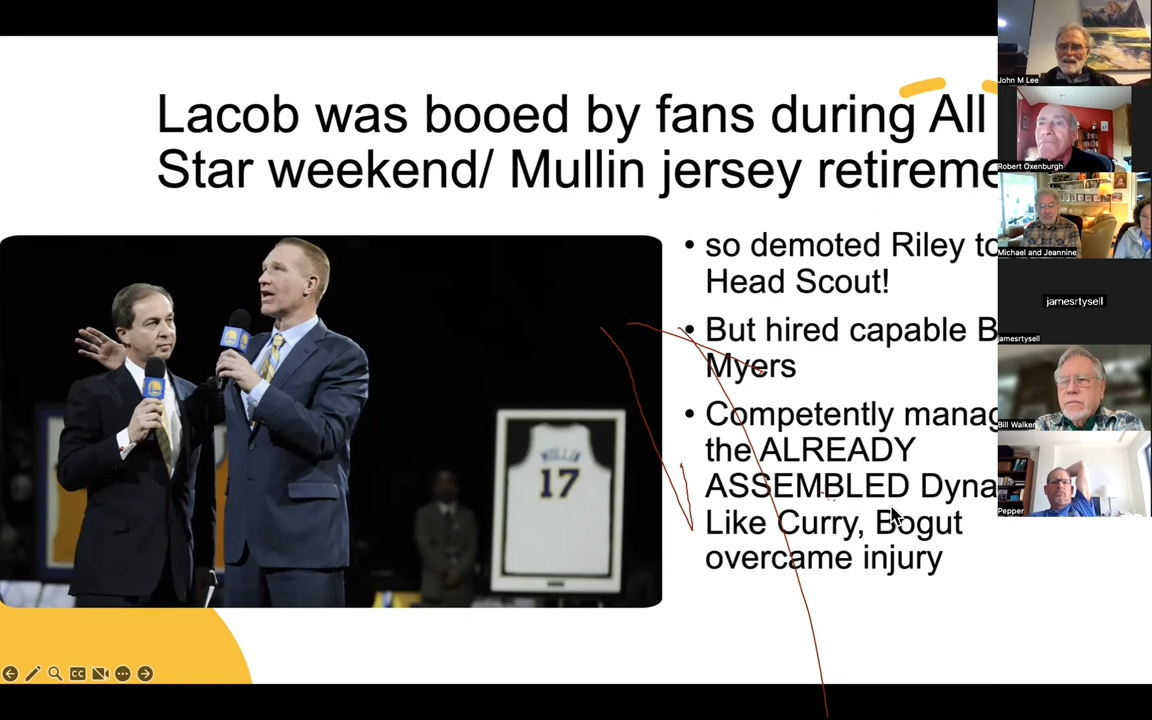 Lacob was booed by fans during All
Star weekend/ Mullin jersey retireme
• so demoted Riley to
Head Scout!
• But hired capable B
Myers
• Competently manag
the ALREADY
ASSEMBLED Dyna
Like Curry, Bogut
overcame injury
MULLIN
17
CC
John M Lee
Robert Oxenburgh
Michael and Jeannine
jamesrtysell
jamesrtysell
Bill Walker
Pepper